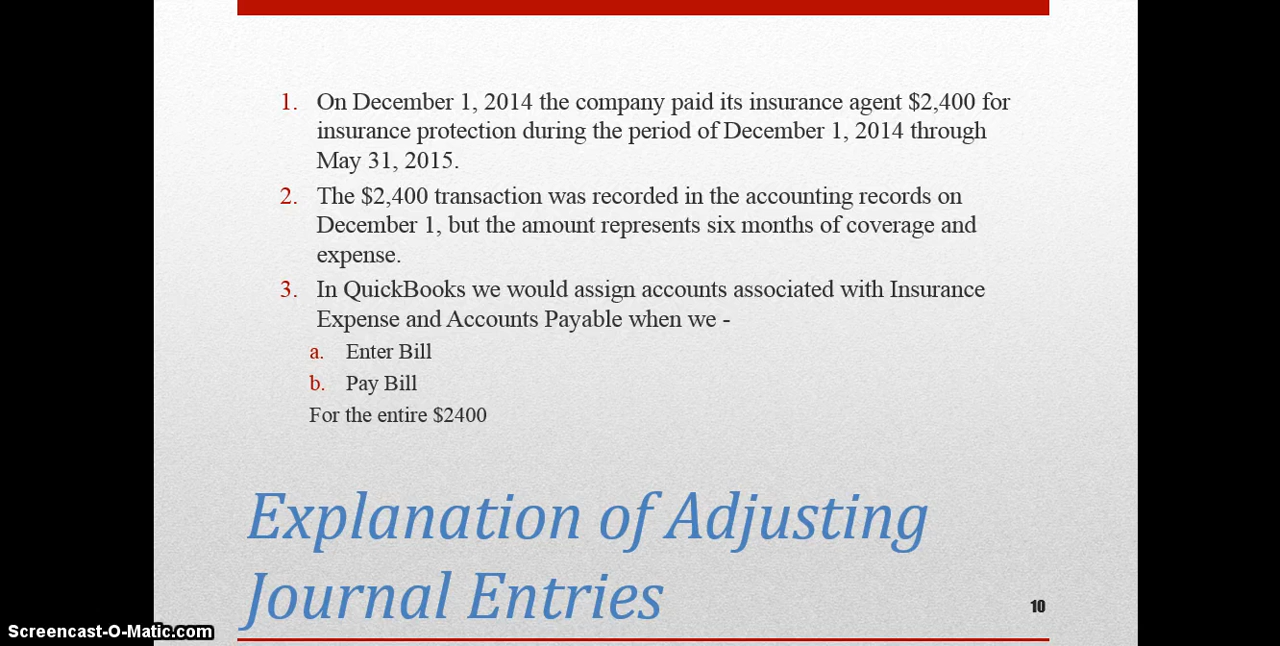 1. On December 1, 2014 the company paid its insurance agent $2,400 for
insurance protection during the period of December 1, 2014 through
May 31, 2015.
2. The $2,400 transaction was recorded in the accounting records on
December 1, but the amount represents six months of coverage and
expense.
3. In QuickBooks we would assign accounts associated with Insurance
Expense and Accounts Payable when we -
a. Enter Bill
b. Pay Bill
For the entire $2400
Explanation of Adjusting
Journal Entries
10
Screencast-O-Matic.com